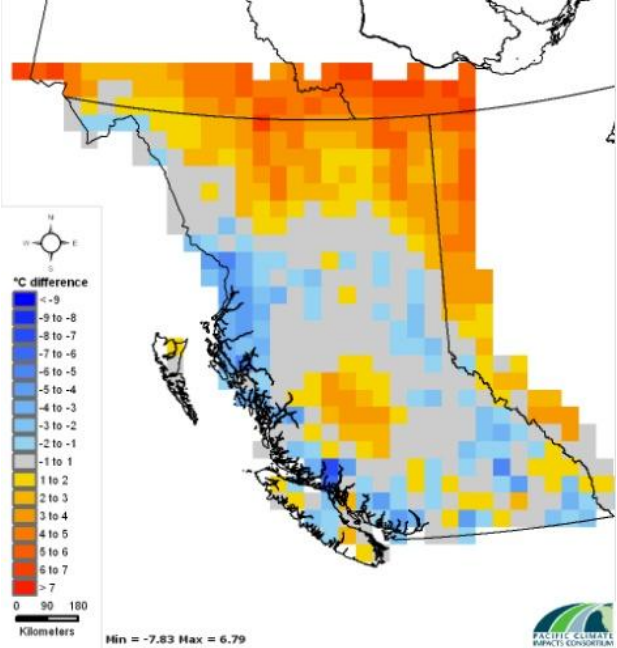 N
W E
S
°C difference
< -9
-9 to -8
-8 to -7
-7 to -6
-6 to -5
-5 to -4
-4 to -3
-3 to -2
-2 to -1
-1 to 1
1 to 2
2 to 3
3 to 4
4 to 5
5 to 6
6 to 7
> 7
0 90 180
Kilometers
Min = -7.83 Max = 6.79
PACIFIC CLIMATE
IMPACTS CONSORTIUM